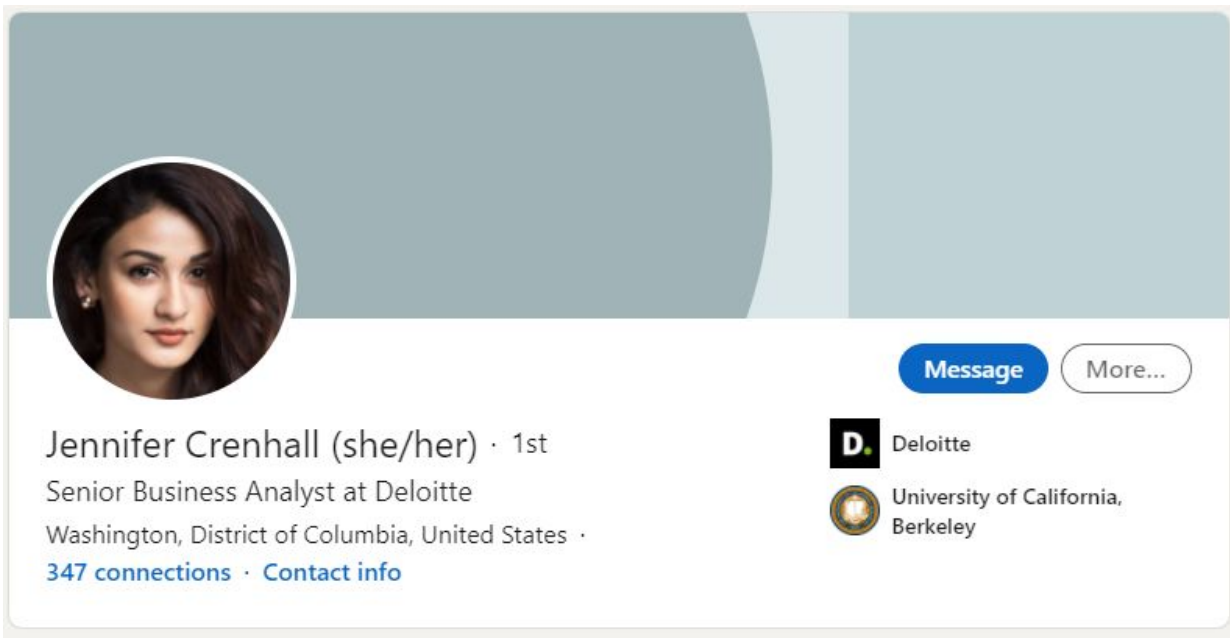 Message
More...
Jennifer Crenhall (she/her) · 1st
Senior Business Analyst at Deloitte
Washington, District of Columbia, United States ·
347 connections · Contact info
D.
Deloitte
University of California,
Berkeley